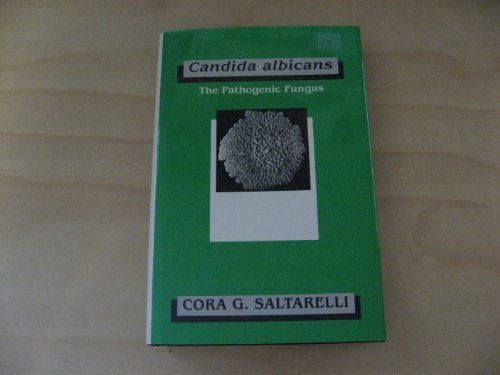 Candida albicans
The Pathogenic Fungus
CORA G. SALTARELLI